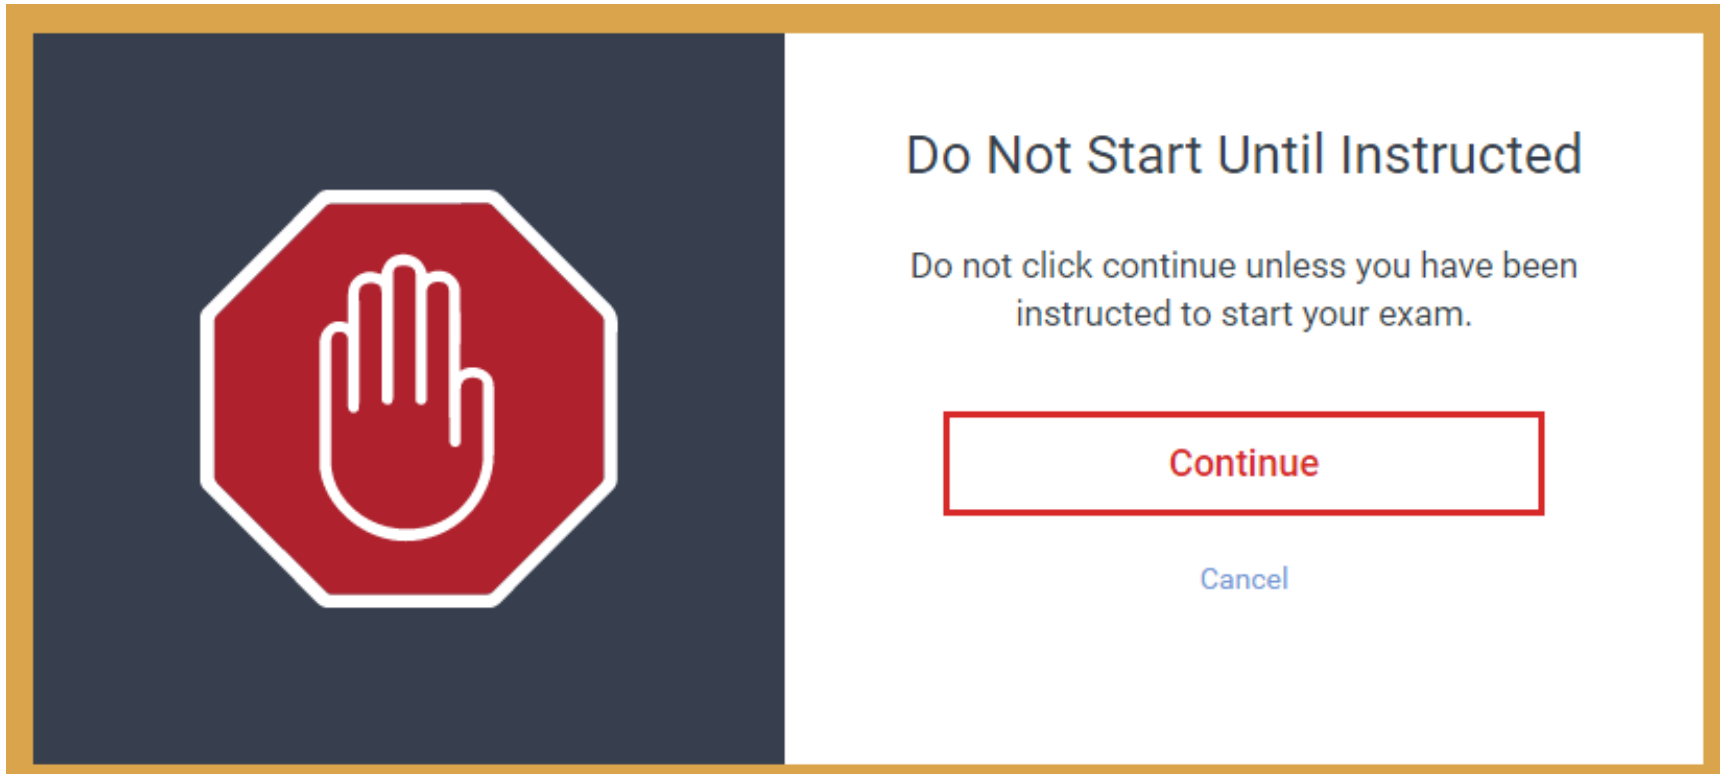 Do Not Start Until Instructed
Do not click continue unless you have been
instructed to start your exam.
Continue
Cancel